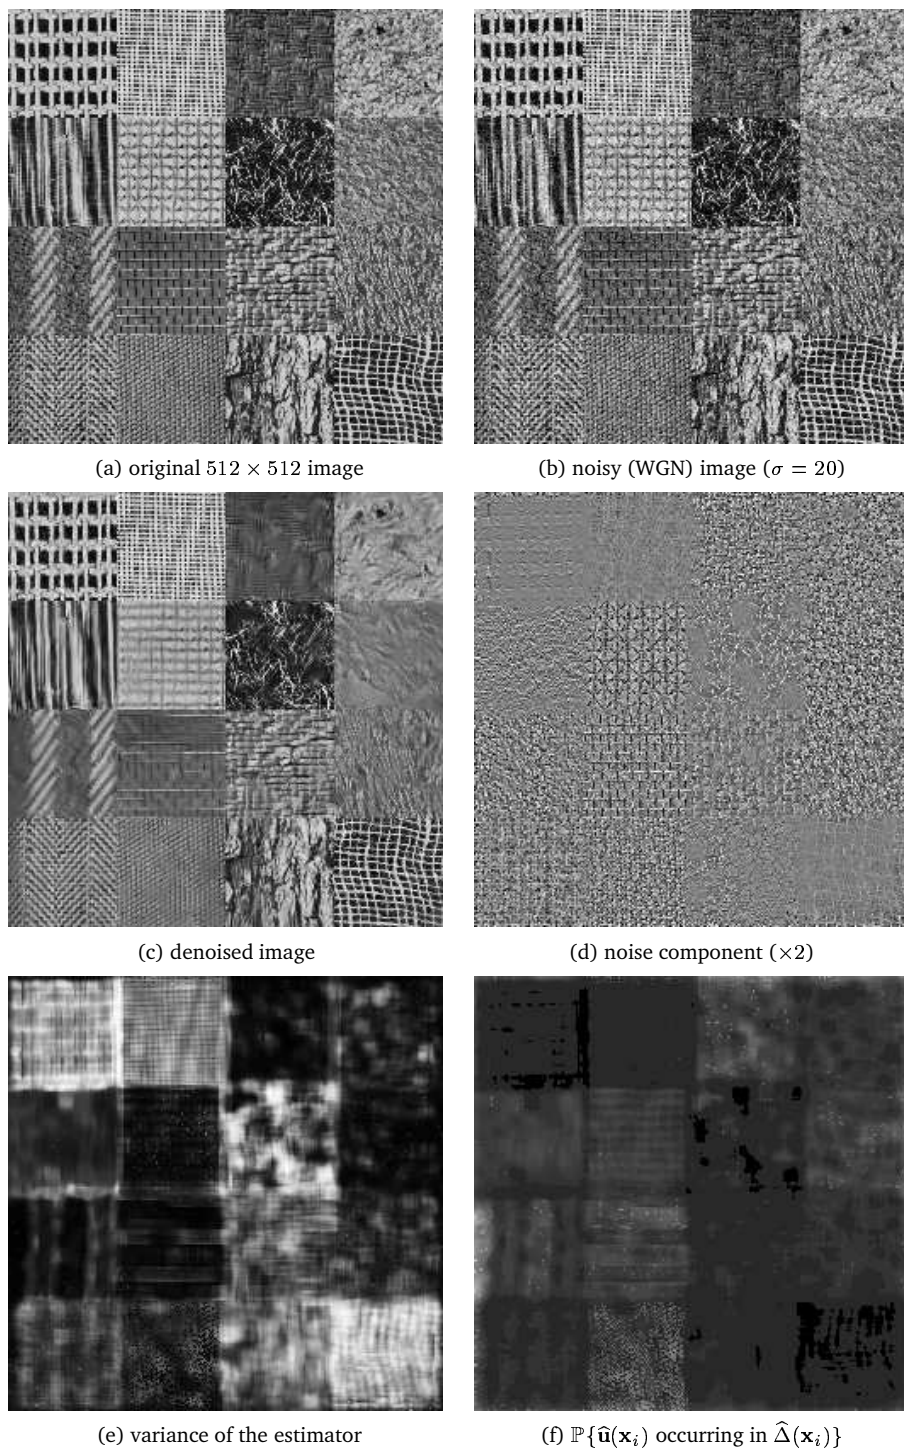 (a) original 512 × 512 image
(b) noisy (WGN) image (σ = 20)
(c) denoised image
(d) noise component (×2)
(e) variance of the estimator
(f) ℙ{û(xᵢ) occurring in Δ̂(xᵢ)}